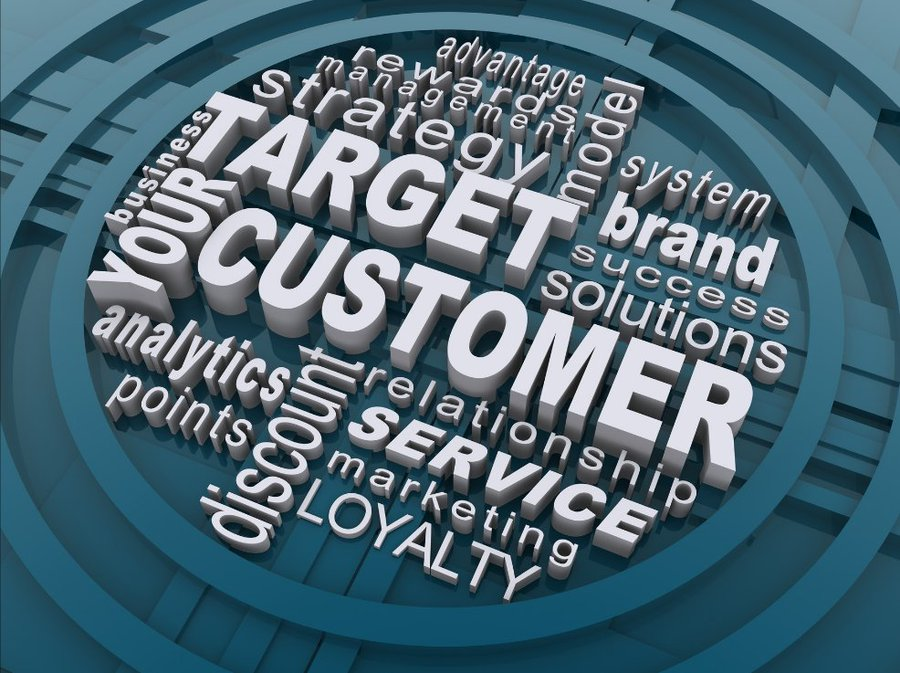 advantage
rewards
management
strategy
model
system
business
TARGET
YOUR
CUSTOMER
brand
success
solutions
analytics
points
discount
relationship
SERVICE
marketing
LOYALTY